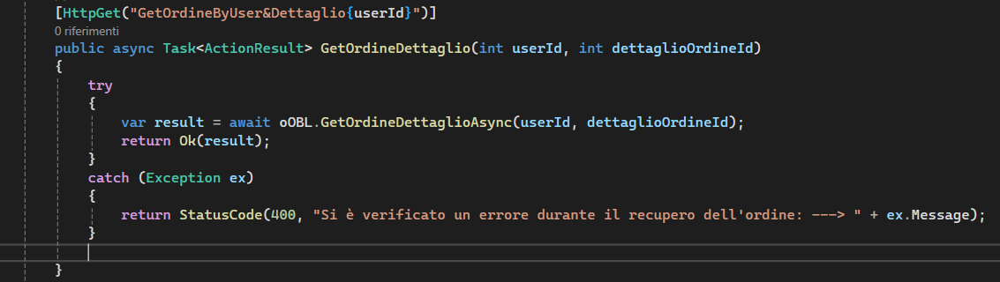 [HttpGet("GetOrdineByUser&Dettaglio{userId}")]
0 riferimenti
public async Task<ActionResult> GetOrdineDettaglio(int userId, int dettaglioOrdineId)
{
try
{
var result = await oOBL.GetOrdineDettaglioAsync(userId, dettaglioOrdineId);
return Ok(result);
}
catch (Exception ex)
{
return StatusCode(400, "Si è verificato un errore durante il recupero dell'ordine: ---> " + ex.Message);
}
}